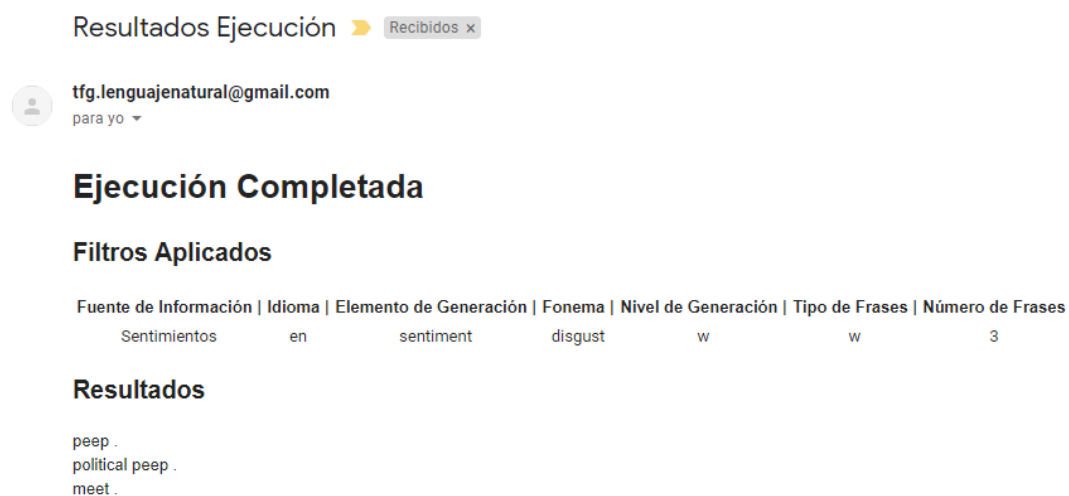 Resultados Ejecución Recibidos x
tfg.lenguajenatural@gmail.com
para yo
Ejecución Completada
Filtros Aplicados
Fuente de Información | Idioma | Elemento de Generación | Fonema | Nivel de Generación | Tipo de Frases | Número de Frases
Sentimientos en sentiment disgust w w 3
Resultados
peep .
political peep .
meet .